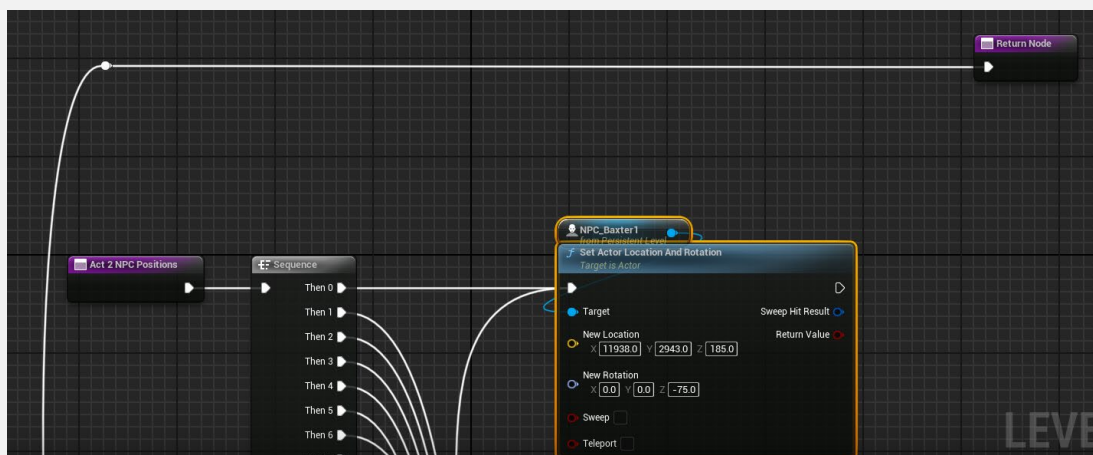 Return Node
NPC_Baxter1
from Persistent Level
Act 2 NPC Positions
Sequence
Set Actor Location And Rotation
Target is Actor
Then 0
Then 1
Then 2
Then 3
Then 4
Then 5
Then 6
Target
Sweep Hit Result
New Location
Return Value
X 11938.0 Y 2943.0 Z 185.0
New Rotation
X 0.0 Y 0.0 Z -75.0
Sweep
Teleport
LEVE